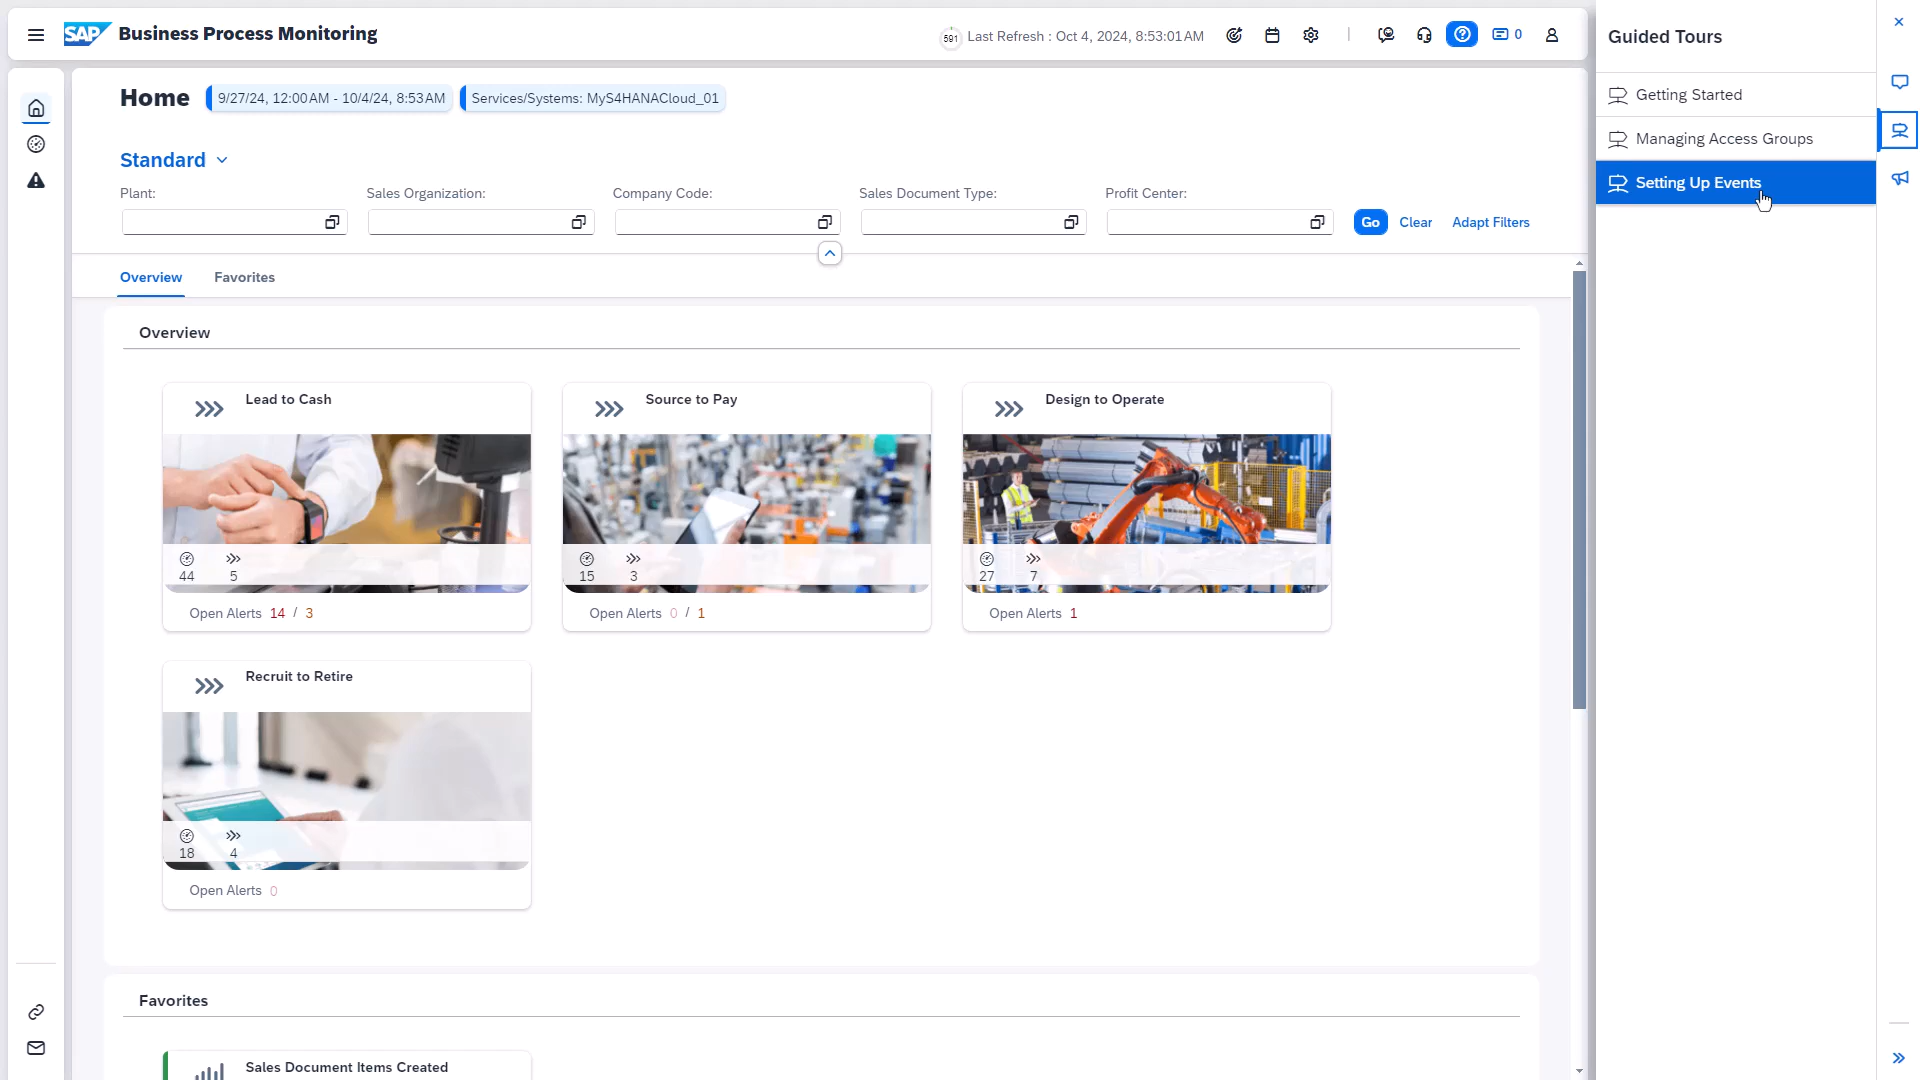 SAP Business Process Monitoring
591 Last Refresh : Oct 4, 2024, 8:53:01 AM
0
Guided Tours
Home
9/27/24, 12:00 AM - 10/4/24, 8:53 AM
Services/Systems: MyS4HANACloud_01
Getting Started
Managing Access Groups
Setting Up Events
Standard
Plant:
Sales Organization:
Company Code:
Sales Document Type:
Profit Center:
Go
Clear
Adapt Filters
Overview
Favorites
Overview
Lead to Cash
44
5
Open Alerts 14 / 3
Source to Pay
15
3
Open Alerts 0 / 1
Design to Operate
27
7
Open Alerts 1
Recruit to Retire
18
4
Open Alerts 0
Favorites
Sales Document Items Created